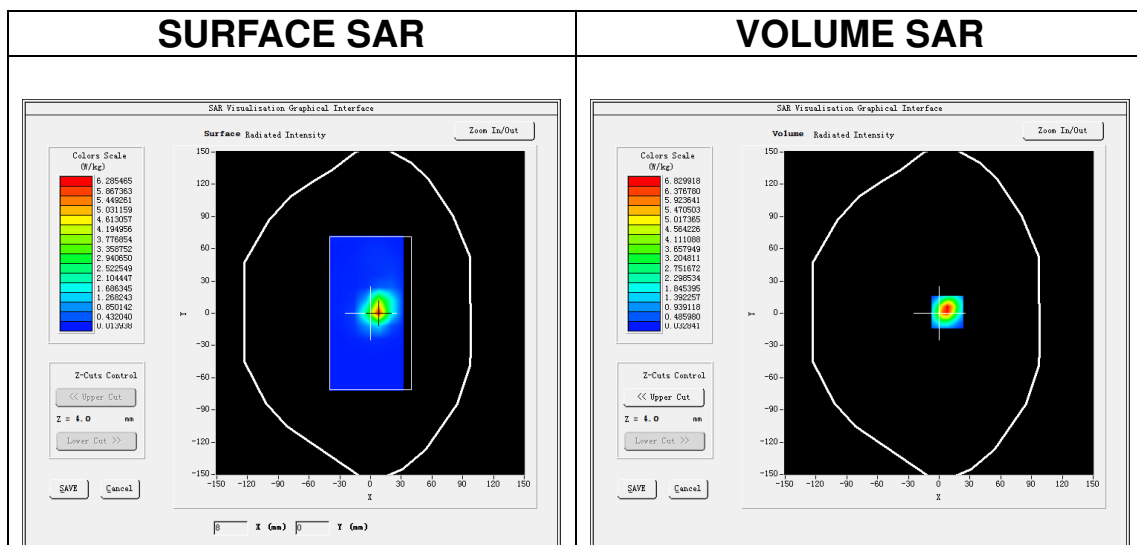 SURFACE SAR
VOLUME SAR
SAR Visualisation Graphical Interface
Surface Radiated Intensity
Zoom In/Out
Colors Scale
(W/kg)
6.285465
5.867363
5.449261
5.031159
4.613057
4.194956
3.776854
3.358752
2.940650
2.522549
2.104447
1.686345
1.268243
0.850142
0.432040
0.013938
Z-Cuts Control
<< Upper Cut
Z = 4.0 mm
Lower Cut >>
SAVE
Cancel
150
120
90
60
30
0
-30
-60
-90
-120
-150
Y
-150 -120 -90 -60 -30 0 30 60 90 120 150
X
8 X (mm) 0 Y (mm)
SAR Visualisation Graphical Interface
Volume Radiated Intensity
Zoom In/Out
Colors Scale
(W/kg)
6.829918
6.376780
5.923641
5.470503
5.017365
4.564226
4.111088
3.657949
3.204811
2.751672
2.298534
1.845395
1.392257
0.939118
0.485980
0.032841
Z-Cuts Control
<< Upper Cut
Z = 4.0 mm
Lower Cut >>
SAVE
Cancel
150
120
90
60
30
0
-30
-60
-90
-120
-150
Y
-150 -120 -90 -60 -30 0 30 60 90 120 150
X